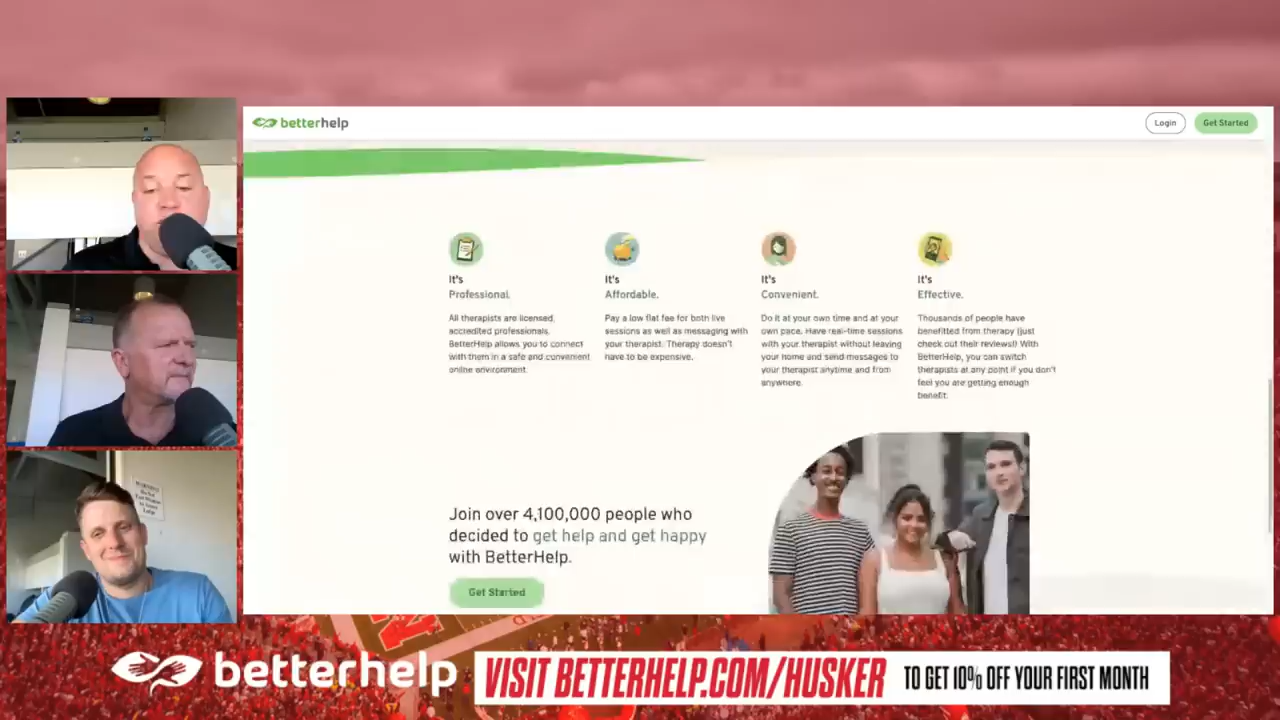 betterhelp
Login
Get Started
It's
Professional.
All therapists are licensed,
accredited professionals.
BetterHelp allows you to connect
with them in a safe and convenient
online environment.
It's
Affordable.
Pay a low flat fee for both live
sessions as well as messaging with
your therapist. Therapy doesn't
have to be expensive.
It's
Convenient.
Do it at your own time and at your
own pace. Have real-time sessions
with your therapist without leaving
your home and send messages to
your therapist anytime and from
anywhere.
It's
Effective.
Thousands of people have
benefitted from therapy (just
check out their reviews!) With
BetterHelp, you can switch
therapists at any point if you don't
feel you are getting enough
benefit.
Join over 4,100,000 people who
decided to get help and get happy
with BetterHelp.
Get Started
betterhelp
VISIT BETTERHELP.COM/HUSKER
TO GET 10% OFF YOUR FIRST MONTH